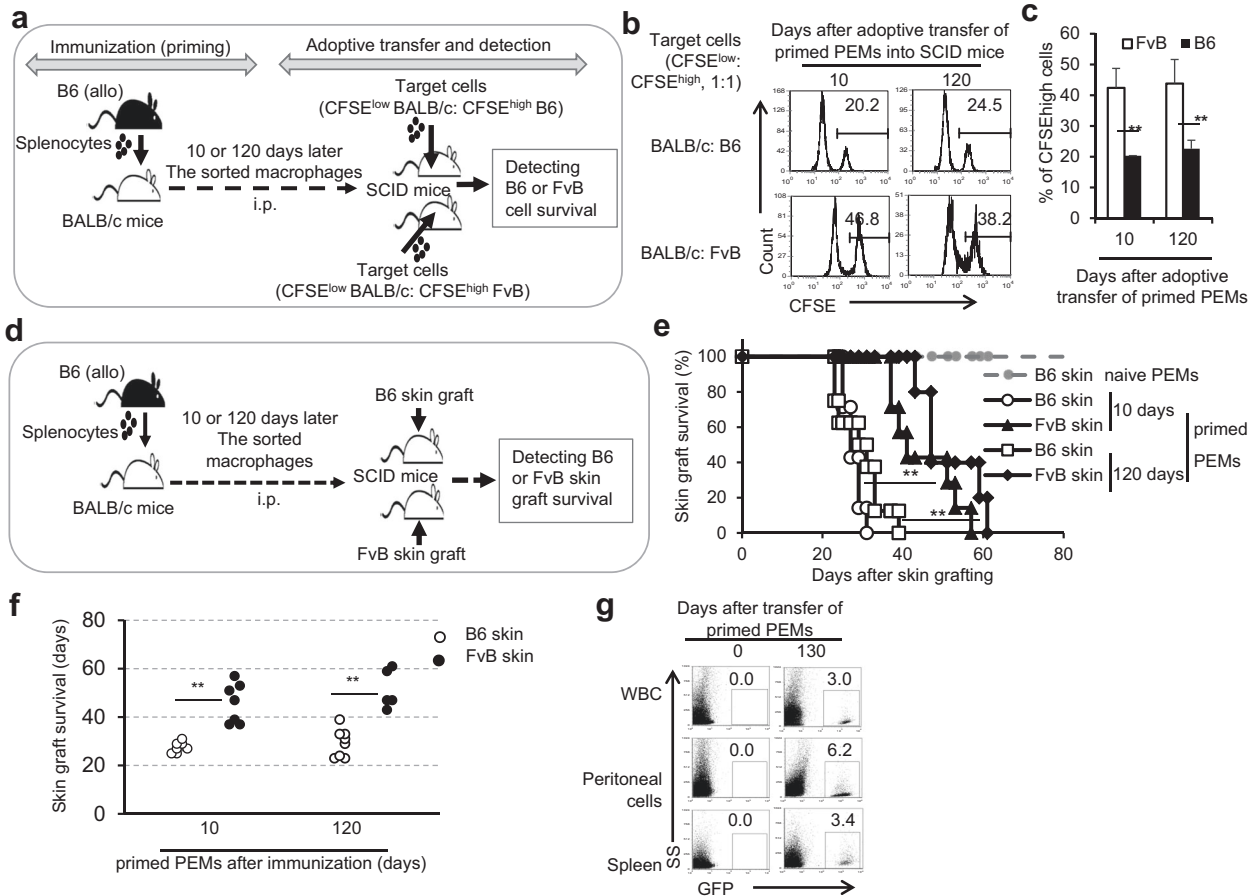 a
Immunization (priming)
Adoptive transfer and detection
B6 (allo)
Splenocytes
BALB/c mice
10 or 120 days later
The sorted macrophages
i.p.
Target cells
(CFSElow BALB/c: CFSEhigh B6)
SCID mice
Target cells
(CFSElow BALB/c: CFSEhigh FvB)
Detecting
B6 or FvB
cell survival
b
Target cells
(CFSElow:
CFSEhigh, 1:1)
Days after adoptive transfer of
primed PEMs into SCID mice
10
120
BALB/c: B6
20.2
24.5
BALB/c: FvB
46.8
38.2
Count
CFSE
c
FvB
B6
% of CFSEhigh cells
60
50
40
30
20
10
0
**
**
10
120
Days after adoptive
transfer of primed PEMs
d
B6 (allo)
Splenocytes
BALB/c mice
10 or 120 days later
The sorted
macrophages
i.p.
B6 skin graft
SCID mice
FvB skin graft
Detecting B6
or FvB skin
graft survival
e
Skin graft survival (%)
100
80
60
40
20
0
0
20
40
60
80
Days after skin grafting
**
**
B6 skin naive PEMs
B6 skin
FvB skin
10 days
B6 skin
FvB skin
120 days
primed
PEMs
f
Skin graft survival (days)
80
60
40
20
0
**
**
B6 skin
FvB skin
10
120
primed PEMs after immunization (days)
g
Days after transfer of
primed PEMs
0
130
WBC
0.0
3.0
Peritoneal
cells
0.0
6.2
Spleen
0.0
3.4
SS
GFP